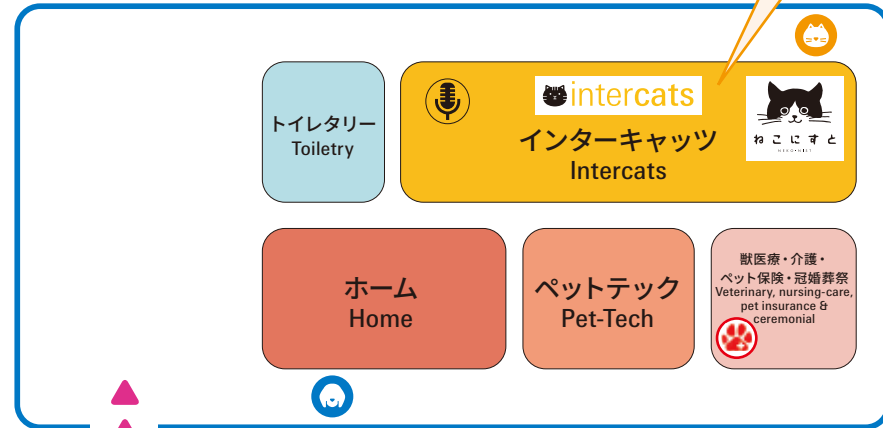 トイレタリー
Toiletry
intercats
インターキャッツ
Intercats
ねこにすと
NEKO・NIST
ホーム
Home
ペットテック
Pet-Tech
獣医療・介護・
ペット保険・冠婚葬祭
Veterinary, nursing-care,
pet insurance &
ceremonial